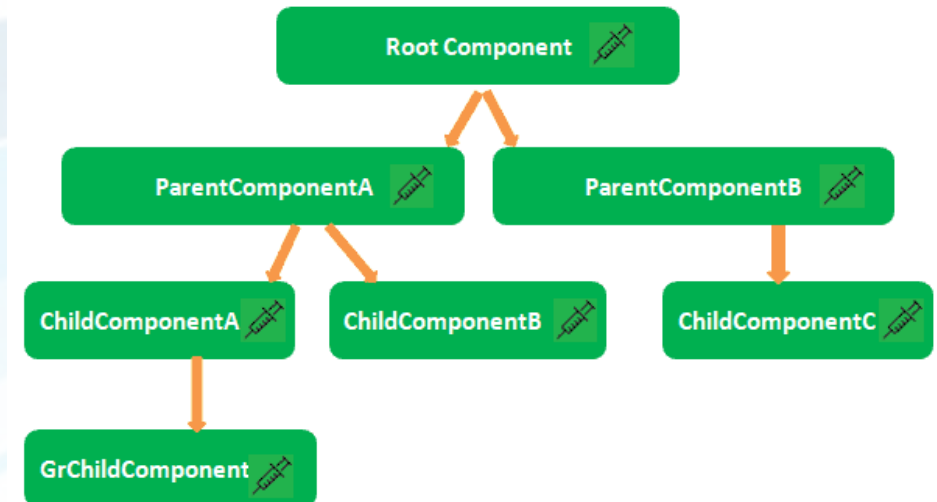 Root Component
ParentComponentA
ParentComponentB
ChildComponentA
ChildComponentB
ChildComponentC
GrChildComponent